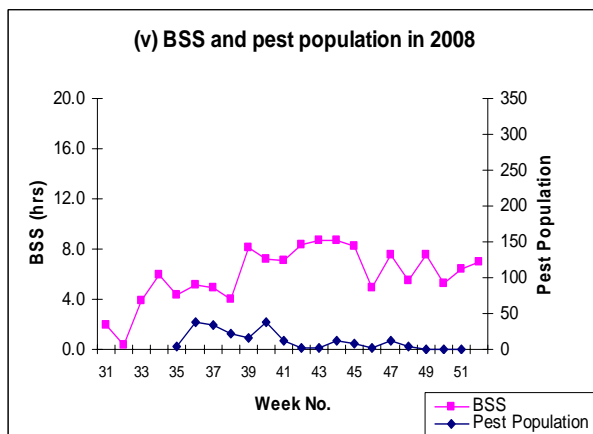 (v) BSS and pest population in 2008
20.0 350
300
16.0
250
12.0 200
8.0 150
100
4.0
50
0.0 0
BSS (hrs)
Pest Population
31 33 35 37 39 41 43 45 47 49 51
Week No.
BSS
Pest Population